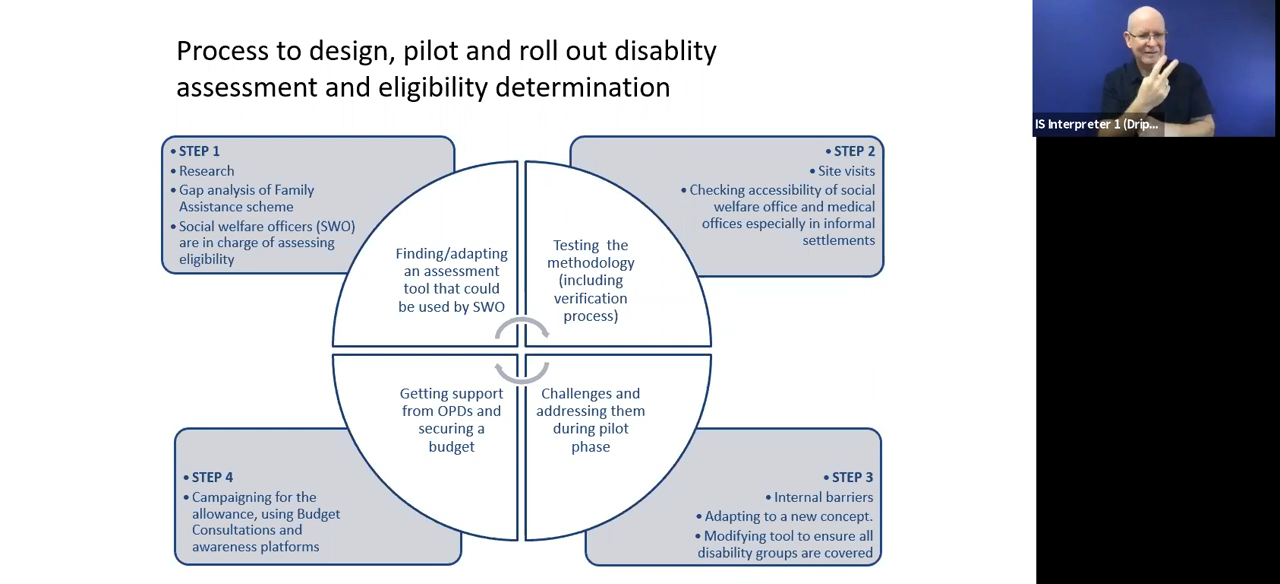 Process to design, pilot and roll out disablity
assessment and eligibility determination
IS Interpreter 1 (Drip...
• STEP 1
• Research
• Gap analysis of Family
Assistance scheme
• Social welfare officers (SWO)
are in charge of assessing
eligibility
• STEP 2
• Site visits
• Checking accessibility of social
welfare office and medical
offices especially in informal
settlements
Finding/adapting
an assessment
tool that could
be used by SWO
Testing the
methodology
(including
verification
process)
Getting support
from OPDs and
securing a
budget
Challenges and
addressing them
during pilot
phase
• STEP 4
• Campaigning for the
allowance, using Budget
Consultations and
awareness platforms
• STEP 3
• Internal barriers
• Adapting to a new concept.
• Modifying tool to ensure all
disability groups are covered